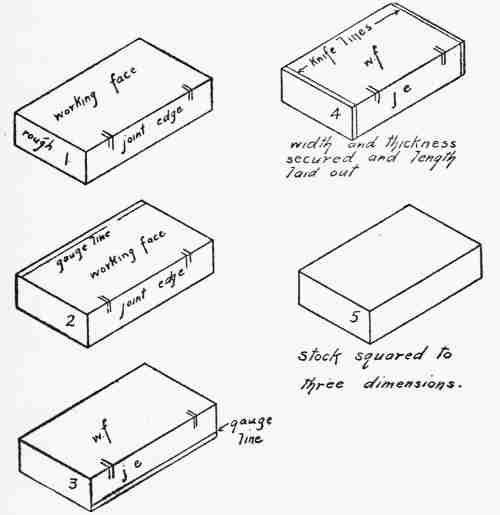 working face
rough
1
joint edge
gauge line
working face
2
joint edge
w.f
3
j e
gauge
line
Knife lines
w.f
4
j e
width and thickness
secured and length
laid out
5
stock squared to
three dimensions.